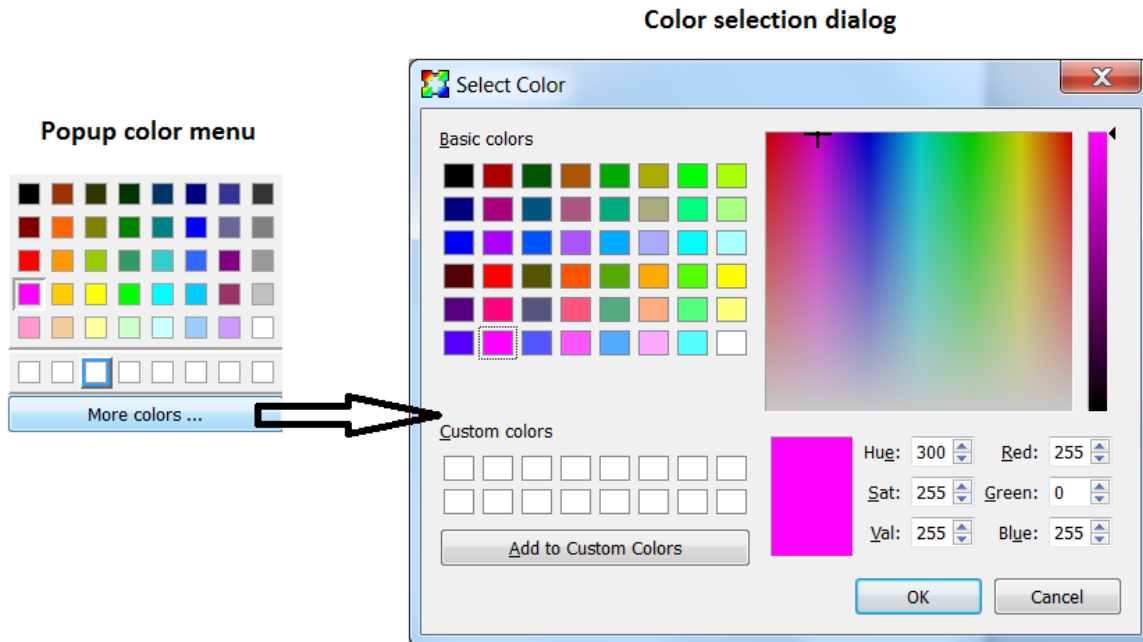 Color selection dialog
Popup color menu
More colors ...
Select Color
Basic colors
Custom colors
Add to Custom Colors
Hue: 300 Red: 255
Sat: 255 Green: 0
Val: 255 Blue: 255
OK Cancel